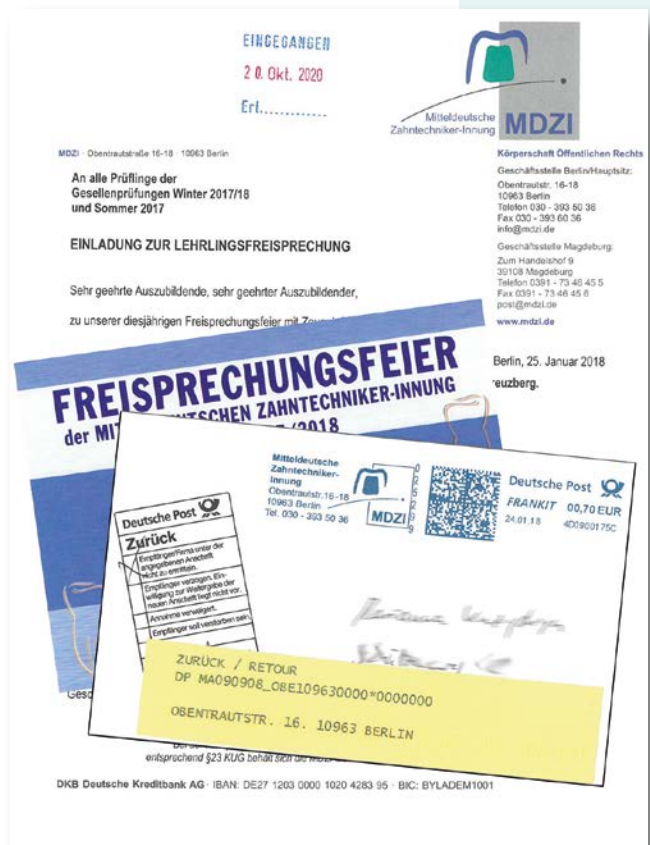 EINGEGANGEN
20. Okt. 2020
Erl.............
Mitteldeutsche
Zahntechniker-Innung
MDZI
MDZI · Obentrautstraße 16-18 · 10963 Berlin
Körperschaft Öffentlichen Rechts
Geschäftsstelle Berlin/Hauptsitz:
Obentrautstr. 16-18
10963 Berlin
Telefon 030 - 393 50 36
Fax 030 - 393 60 36
info@mdzi.de
Geschäftsstelle Magdeburg:
Zum Handelshof 9
39108 Magdeburg
Telefon 0391 - 73 46 45 5
Fax 0391 - 73 46 45 6
post@mdzi.de
www.mdzi.de
An alle Prüflinge der
Gesellenprüfungen Winter 2017/18
und Sommer 2017
EINLADUNG ZUR LEHRLINGSFREISPRECHUNG
Sehr geehrte Auszubildende, sehr geehrter Auszubildender,
zu unserer diesjährigen Freisprechungsfeier mit
Berlin, 25. Januar 2018
euzberg.
FREISPRECHUNGSFEIER
der MIT DEUTSCHEN ZAHNTECHNIKER-INNUNG
/2018
Mitteldeutsche
Zahntechniker-
Innung
Obentrautstr.16-18
10963 Berlin
Tel. 030 - 393 50 36
MDZI
Deutsche Post
FRANKIT 00,70 EUR
24.01.18 4D0900175C
Deutsche Post
Zurück
Empfänger/Firma unter der
angegebenen Anschrift
nicht zu ermitteln.
Empfänger verzogen. Ein-
willigung zur Weitergabe der
neuen Anschrift liegt nicht vor.
Annahme verweigert.
Empfänger soll verstorben sein.
ZURÜCK / RETOUR
DP MA090908_OBE109630000*0000000
OBENTRAUTSTR. 16. 10963 BERLIN
entsprechend §23 KUG behält sich die
DKB Deutsche Kreditbank AG · IBAN: DE27 1203 0000 1020 4283 95 · BIC: BYLADEM1001